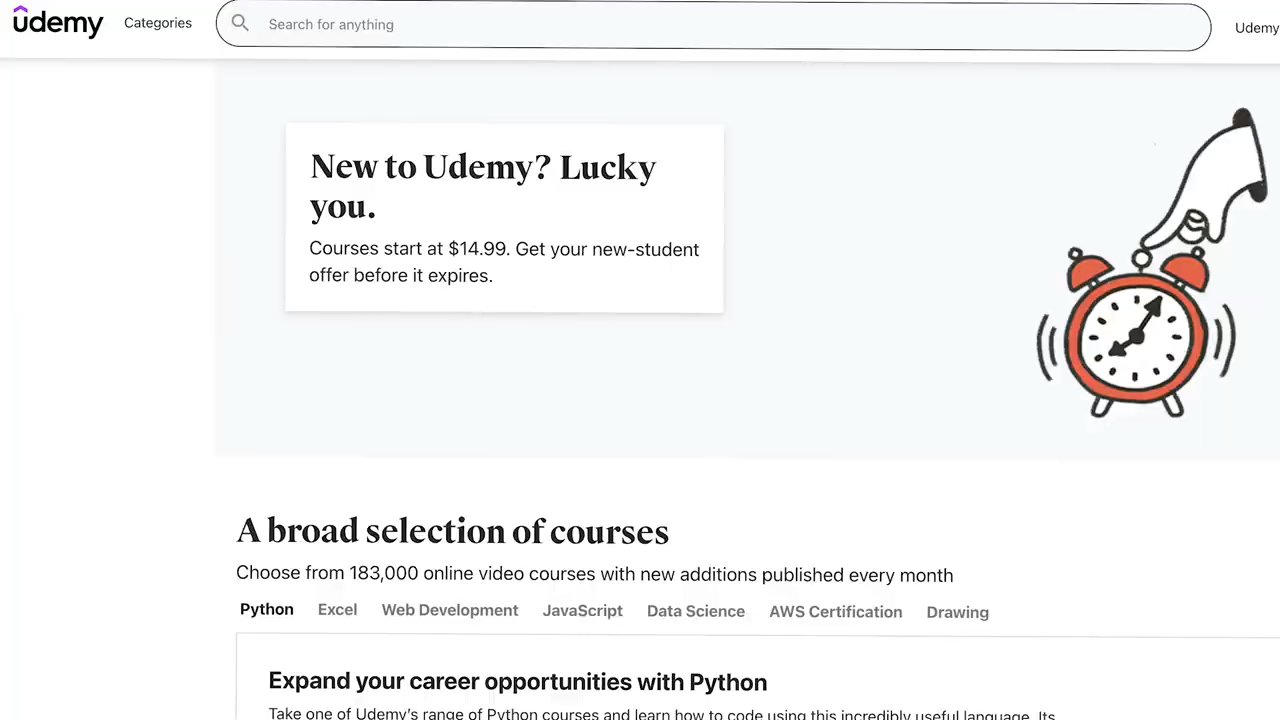 udemy
Categories
Search for anything
Udemy
New to Udemy? Lucky
you.
Courses start at $14.99. Get your new-student
offer before it expires.
A broad selection of courses
Choose from 183,000 online video courses with new additions published every month
Python Excel Web Development JavaScript Data Science AWS Certification Drawing
Expand your career opportunities with Python
Take one of Udemy's range of Python courses and learn how to code using this incredibly useful language. Its